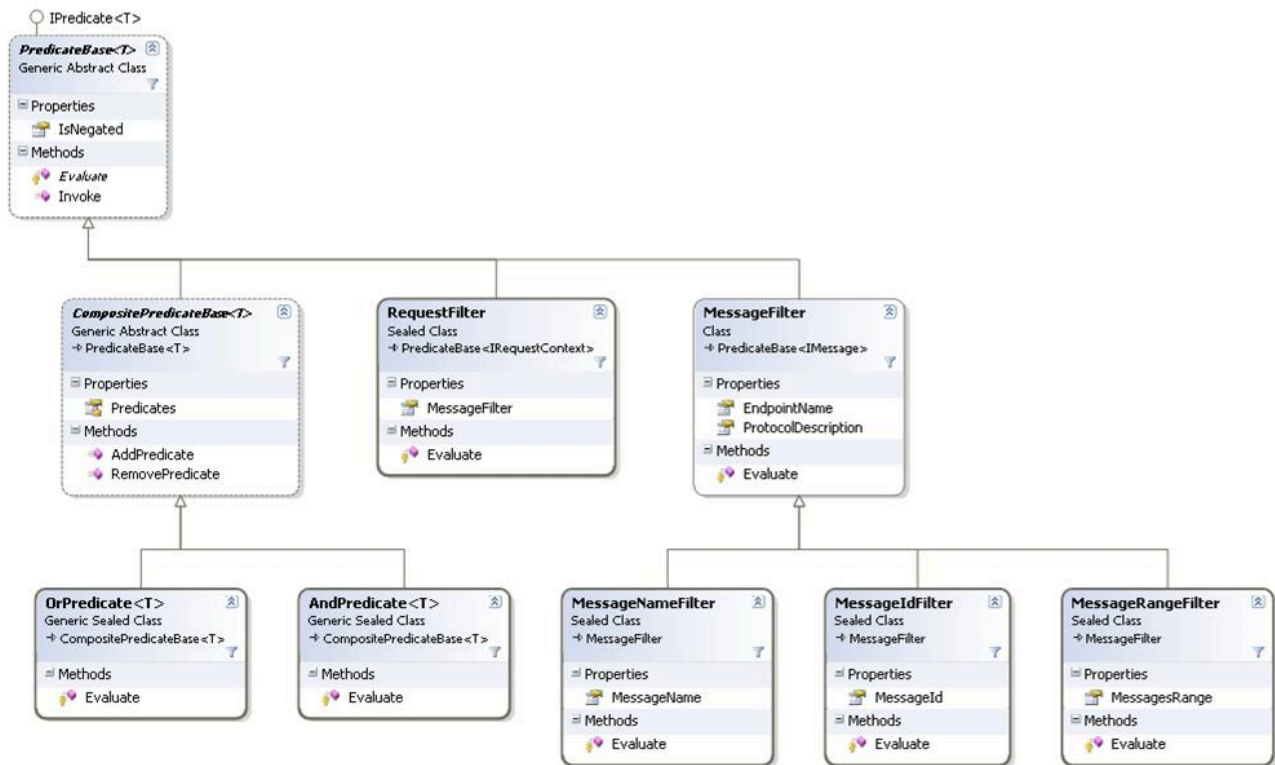 IPredicate<T>
PredicateBase<T>
Generic Abstract Class
Properties
IsNegated
Methods
Evaluate
Invoke
CompositePredicateBase<T>
Generic Abstract Class
PredicateBase<T>
Properties
Predicates
Methods
AddPredicate
RemovePredicate
RequestFilter
Sealed Class
PredicateBase<IRequestContext>
Properties
MessageFilter
Methods
Evaluate
MessageFilter
Class
PredicateBase<IMessage>
Properties
EndpointName
ProtocolDescription
Methods
Evaluate
OrPredicate<T>
Generic Sealed Class
CompositePredicateBase<T>
Methods
Evaluate
AndPredicate<T>
Generic Sealed Class
CompositePredicateBase<T>
Methods
Evaluate
MessageNameFilter
Sealed Class
MessageFilter
Properties
MessageName
Methods
Evaluate
MessageIdFilter
Sealed Class
MessageFilter
Properties
MessageId
Methods
Evaluate
MessageRangeFilter
Sealed Class
MessageFilter
Properties
MessagesRange
Methods
Evaluate